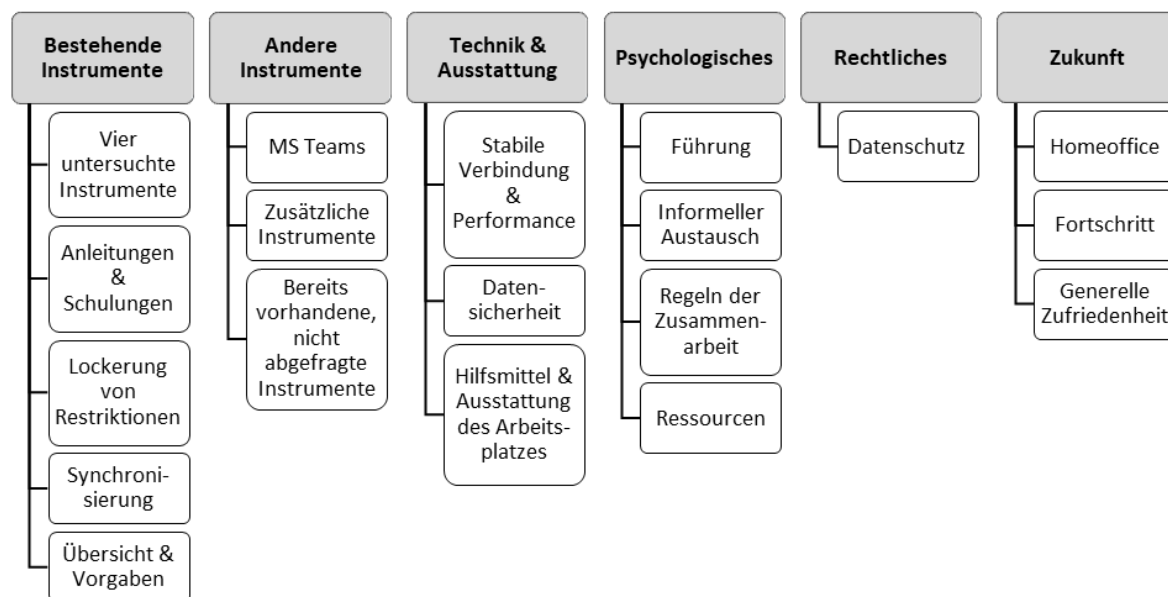 Bestehende
Instrumente
Vier
untersuchte
Instrumente
Anleitungen
&
Schulungen
Lockerung
von
Restriktionen
Synchroni-
sierung
Übersicht &
Vorgaben
Andere
Instrumente
MS Teams
Zusätzliche
Instrumente
Bereits
vorhandene,
nicht
abgefragte
Instrumente
Technik &
Ausstattung
Stabile
Verbindung
&
Performance
Daten-
sicherheit
Hilfsmittel &
Ausstattung
des Arbeits-
platzes
Psychologisches
Führung
Informeller
Austausch
Regeln der
Zusammen-
arbeit
Ressourcen
Rechtliches
Datenschutz
Zukunft
Homeoffice
Fortschritt
Generelle
Zufriedenheit